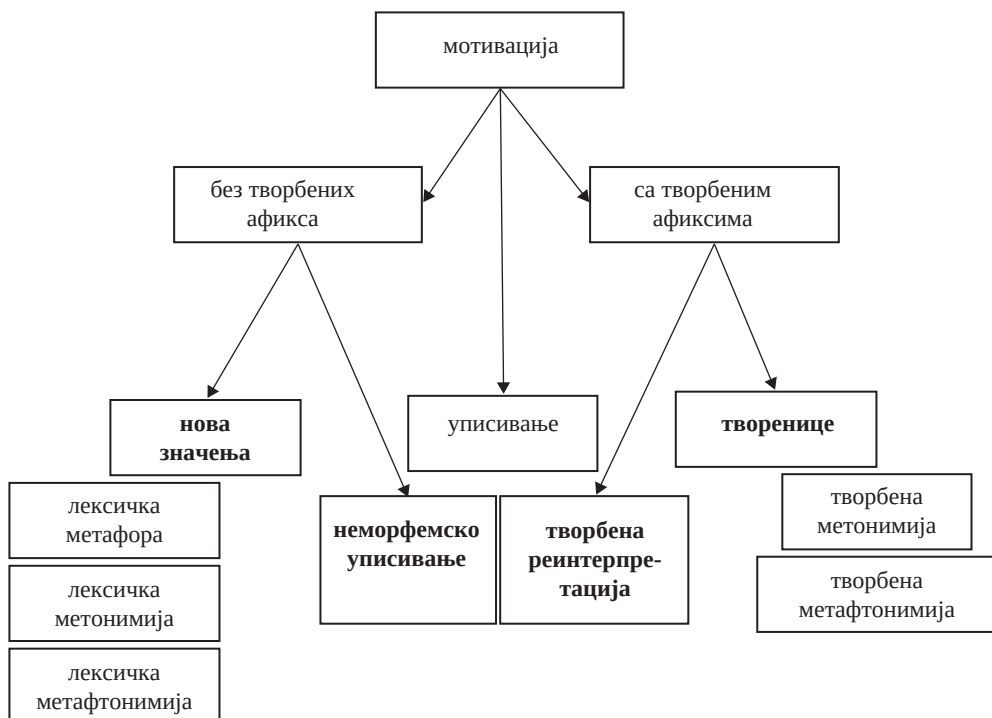 мотивација
без творбених
афикса
са творбеним
афиксима
нова
значења
уписивање
творенице
лексичка
метафора
неморфемско
уписивање
творбена
реинтерпре-
тација
творбена
метонимија
лексичка
метонимија
творбена
метафтонимија
лексичка
метафтонимија